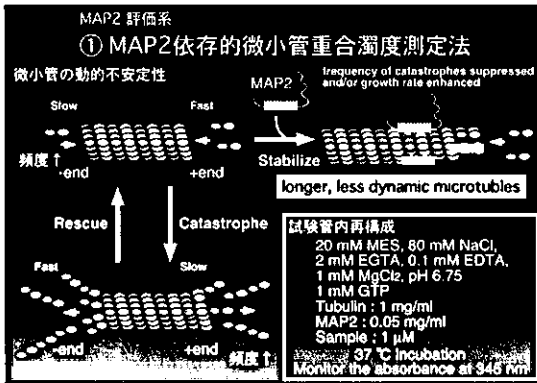 MAP2 評価系
① MAP2依存的微小管重合濁度測定法
微小管の動的不安定性
MAP2
frequency of catastrophes suppressed
and/or growth rate enhanced
Slow
Fast
頻度↑
-end
+end
Stabilize
longer, less dynamic microtubles
Rescue
Catastrophe
Fast
Slow
-end
+end
頻度↑
試験管内再構成
20 mM MES, 80 mM NaCl,
2 mM EGTA, 0.1 mM EDTA,
1 mM MgCl2, pH 6.75
1 mM GTP
Tubulin : 1 mg/ml
MAP2 : 0.05 mg/ml
Sample : 1 μM
37 ℃ Incubation
Monitor the absorbance at 345 nm